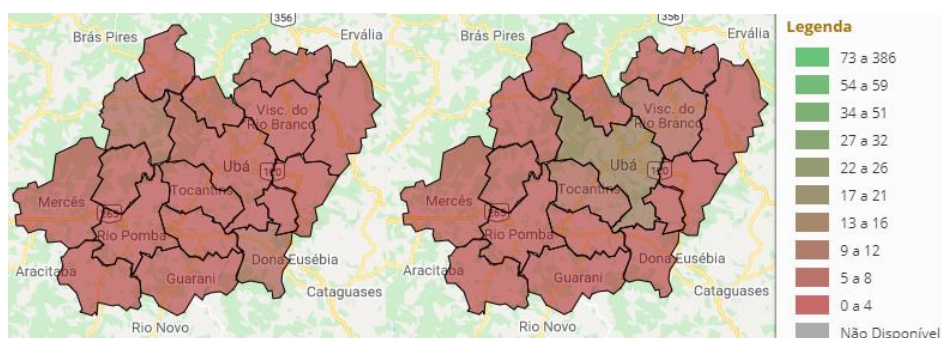 356
Brás Pires
Ervália
Visc. do
Rio Branco
Ubá
Tocantins
Mercês
265
Rio Pomba
Dona Eusébia
Aracitaba
Guarani
Cataguases
Rio Novo
356
Brás Pires
Ervália
Visc. do
Rio Branco
Ubá
Tocantins
Mercês
265
Rio Pomba
Dona Eusébia
Aracitaba
Guarani
Cataguases
Rio Novo
Legenda
73 a 386
54 a 59
34 a 51
27 a 32
22 a 26
17 a 21
13 a 16
9 a 12
5 a 8
0 a 4
Não Disponível